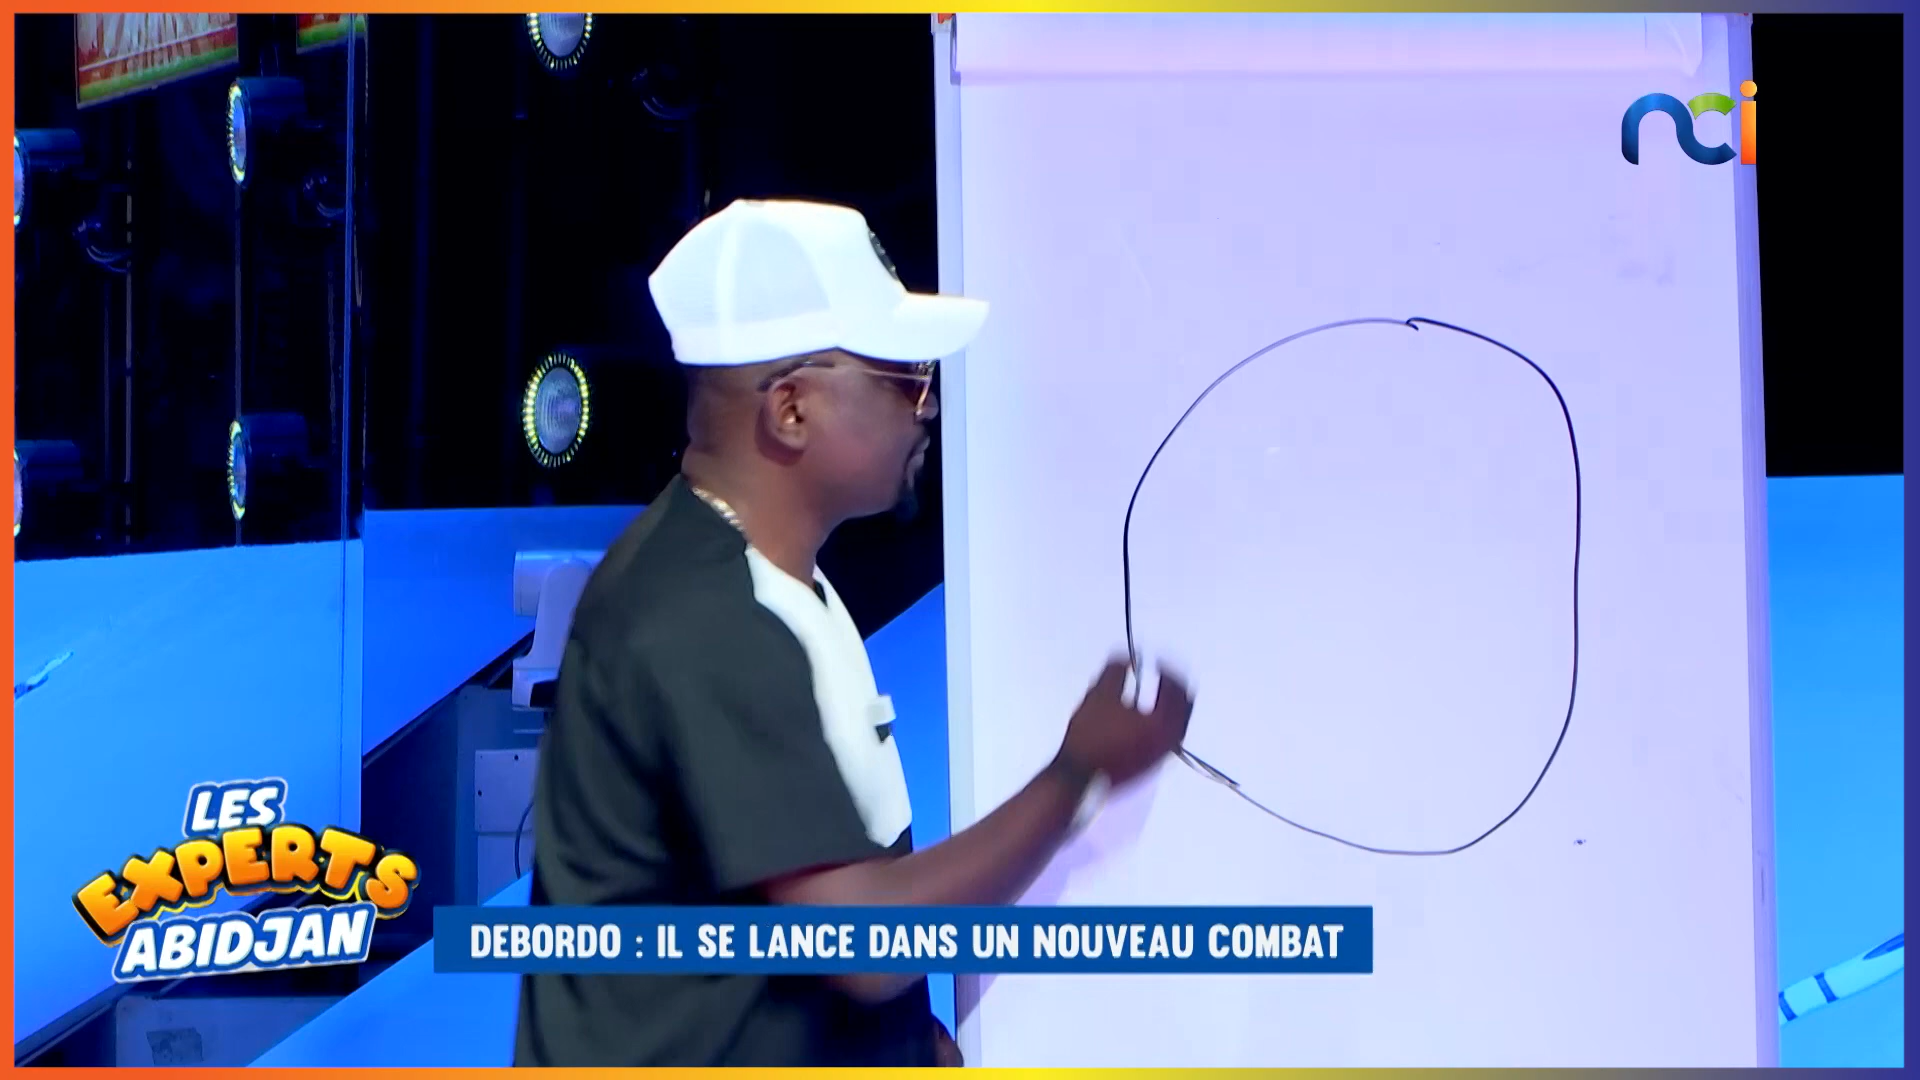 nci
LES
EXPERTS
ABIDJAN
DEBORDO : IL SE LANCE DANS UN NOUVEAU COMBAT